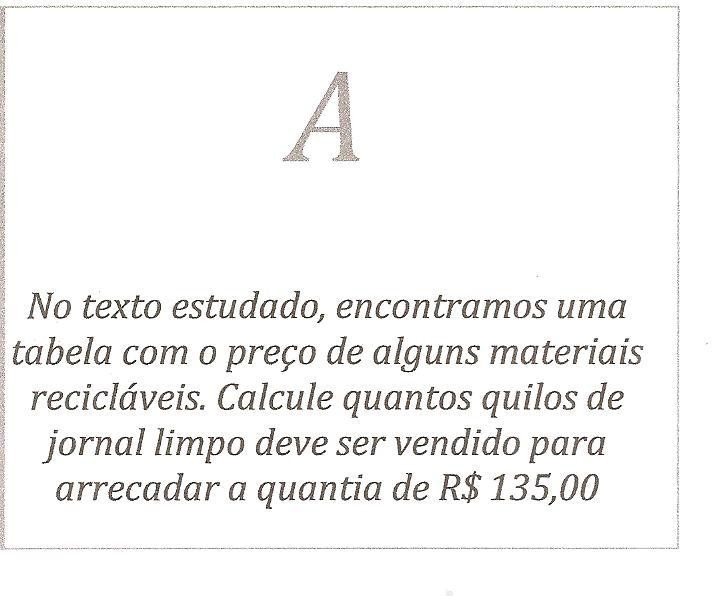 A
No texto estudado, encontramos uma
tabela com o preço de alguns materiais
recicláveis. Calcule quantos quilos de
jornal limpo deve ser vendido para
arrecadar a quantia de R$ 135,00